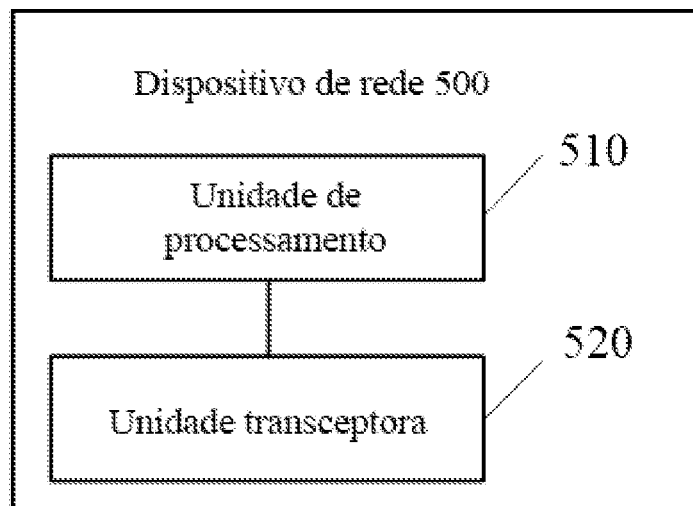 Dispositivo de rede 500
510
Unidade de
processamento
520
Unidade transceptora